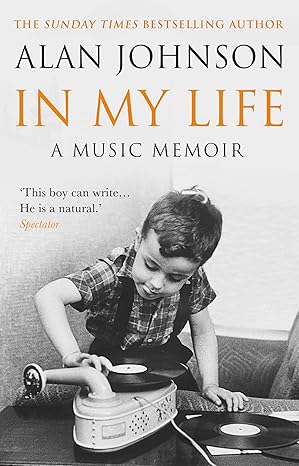 THE SUNDAY TIMES BESTSELLING AUTHOR
ALAN JOHNSON
IN MY LIFE
A MUSIC MEMOIR
‘This boy can write…
He is a natural.’
Spectator